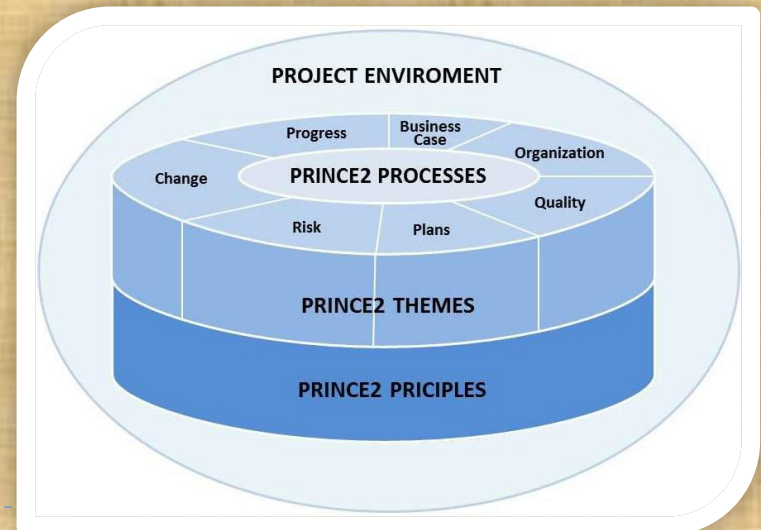 PROJECT ENVIROMENT
Progress
Business
Case
Organization
Change
PRINCE2 PROCESSES
Quality
Risk
Plans
PRINCE2 THEMES
PRINCE2 PRICIPLES